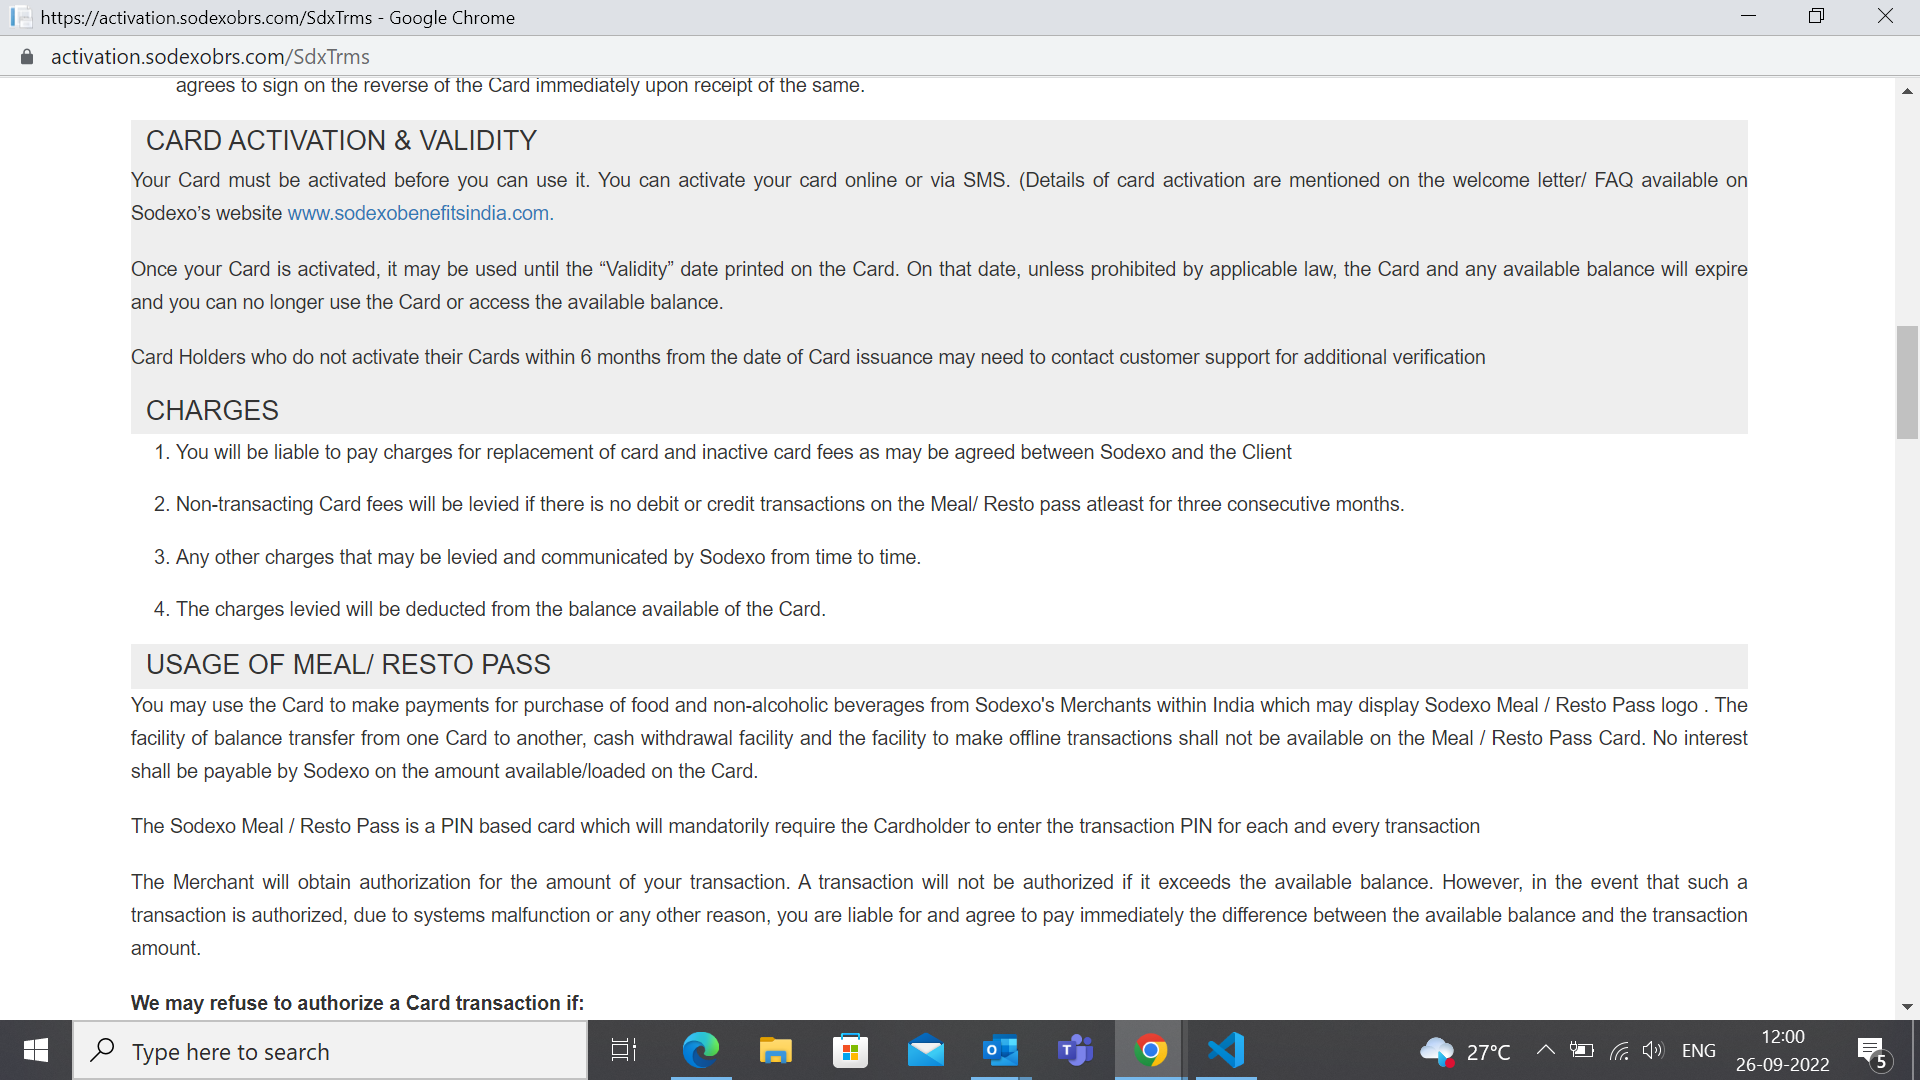 https://activation.sodexobrs.com/SdxTrms - Google Chrome
activation.sodexobrs.com/SdxTrms
agrees to sign on the reverse of the Card immediately upon receipt of the same.
CARD ACTIVATION & VALIDITY
Your Card must be activated before you can use it. You can activate your card online or via SMS. (Details of card activation are mentioned on the welcome letter/ FAQ available on
Sodexo’s website www.sodexobenefitsindia.com.
Once your Card is activated, it may be used until the “Validity” date printed on the Card. On that date, unless prohibited by applicable law, the Card and any available balance will expire
and you can no longer use the Card or access the available balance.
Card Holders who do not activate their Cards within 6 months from the date of Card issuance may need to contact customer support for additional verification
CHARGES
1. You will be liable to pay charges for replacement of card and inactive card fees as may be agreed between Sodexo and the Client
2. Non-transacting Card fees will be levied if there is no debit or credit transactions on the Meal/ Resto pass atleast for three consecutive months.
3. Any other charges that may be levied and communicated by Sodexo from time to time.
4. The charges levied will be deducted from the balance available of the Card.
USAGE OF MEAL/ RESTO PASS
You may use the Card to make payments for purchase of food and non-alcoholic beverages from Sodexo's Merchants within India which may display Sodexo Meal / Resto Pass logo . The
facility of balance transfer from one Card to another, cash withdrawal facility and the facility to make offline transactions shall not be available on the Meal / Resto Pass Card. No interest
shall be payable by Sodexo on the amount available/loaded on the Card.
The Sodexo Meal / Resto Pass is a PIN based card which will mandatorily require the Cardholder to enter the transaction PIN for each and every transaction
The Merchant will obtain authorization for the amount of your transaction. A transaction will not be authorized if it exceeds the available balance. However, in the event that such a
transaction is authorized, due to systems malfunction or any other reason, you are liable for and agree to pay immediately the difference between the available balance and the transaction
amount.
We may refuse to authorize a Card transaction if:
Type here to search
27°C
ENG
12:00
26-09-2022
5